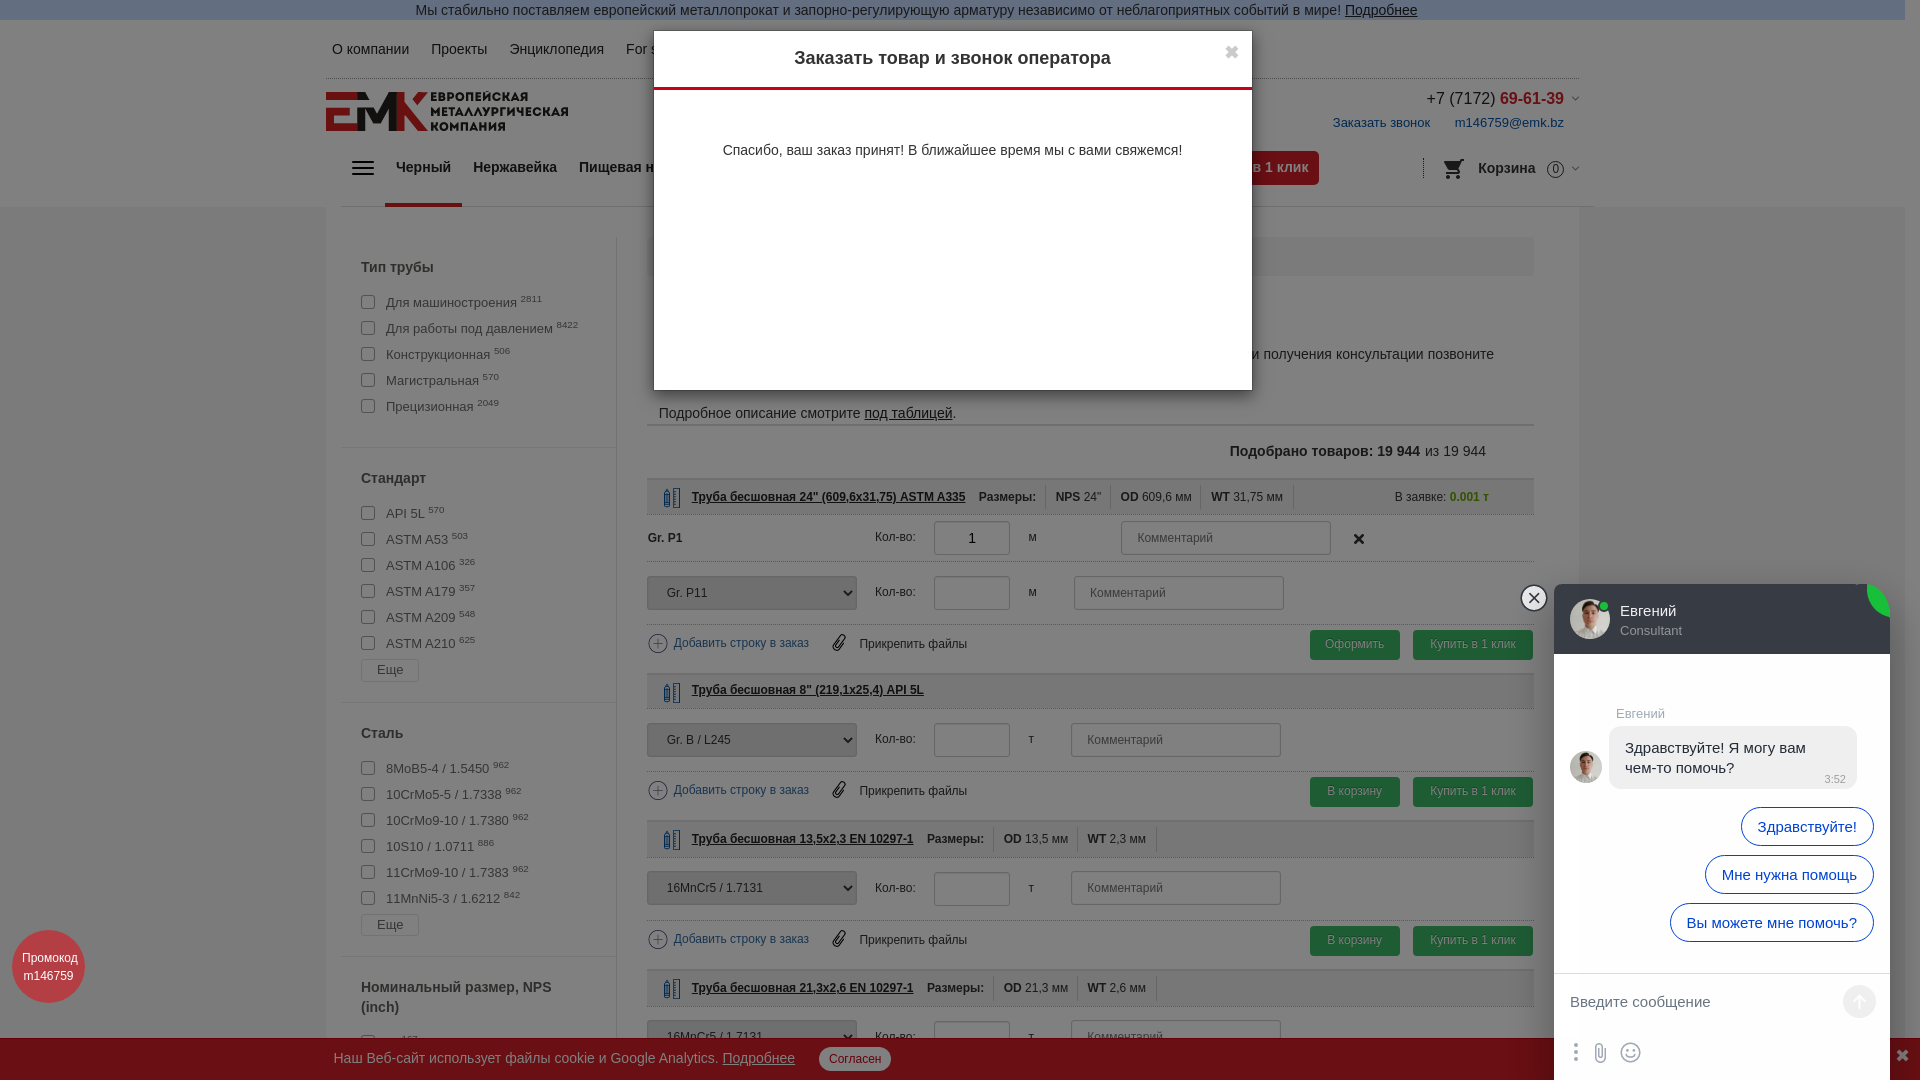 Мы стабильно поставляем европейский металлопрокат и запорно-регулирующую арматуру независимо от неблагоприятных событий в мире! Подробнее
О компании Проекты Энциклопедия For
Заказать товар и звонок оператора
ЕВРОПЕЙСКАЯ
МЕТАЛЛУРГИЧЕСКАЯ
КОМПАНИЯ
ЕМК
+7 (7172) 69-61-39
Заказать звонок m146759@emk.bz
Спасибо, ваш заказ принят! В ближайшее время мы с вами свяжемся!
Черный Нержавейка Пищевая в 1 клик Корзина 0
Тип трубы
Для машиностроения 2811
Для работы под давлением 8422
Конструкционная 506
Магистральная 570
Прецизионная 2049
и получения консультации позвоните
Подробное описание смотрите под таблицей.
Подобрано товаров: 19 944 из 19 944
Стандарт
API 5L 570
ASTM A53 503
ASTM A106 326
ASTM A179 357
ASTM A209 548
ASTM A210 625
Еще
Сталь
8MoB5-4 / 1.5450 962
10CrMo5-5 / 1.7338 962
10CrMo9-10 / 1.7380 962
10S10 / 1.0711 886
11CrMo9-10 / 1.7383 962
11MnNi5-3 / 1.6212 842
Еще
Номинальный размер, NPS
(inch)
Труба бесшовная 24" (609,6х31,75) ASTM A335 Размеры: NPS 24" OD 609,6 мм WT 31,75 мм В заявке: 0.001 т
Gr. P1 Кол-во: 1 м Комментарий
Gr. P11 Кол-во: м Комментарий
Добавить строку в заказ Прикрепить файлы Оформить Купить в 1 клик
Труба бесшовная 8" (219,1х25,4) API 5L
Gr. B / L245 Кол-во: т Комментарий
Добавить строку в заказ Прикрепить файлы В корзину Купить в 1 клик
Труба бесшовная 13,5х2,3 EN 10297-1 Размеры: OD 13,5 мм WT 2,3 мм
16MnCr5 / 1.7131 Кол-во: т Комментарий
Добавить строку в заказ Прикрепить файлы В корзину Купить в 1 клик
Труба бесшовная 21,3х2,6 EN 10297-1 Размеры: OD 21,3 мм WT 2,6 мм
16MnCr5 / 1.7131 Кол-во: т Комментарий
Промокод
m146759
Наш Веб-сайт использует файлы cookie и Google Analytics. Подробнее Согласен
Евгений
Consultant
Евгений
Здравствуйте! Я могу вам
чем-то помочь?
3:52
Здравствуйте!
Мне нужна помощь
Вы можете мне помочь?
Введите сообщение